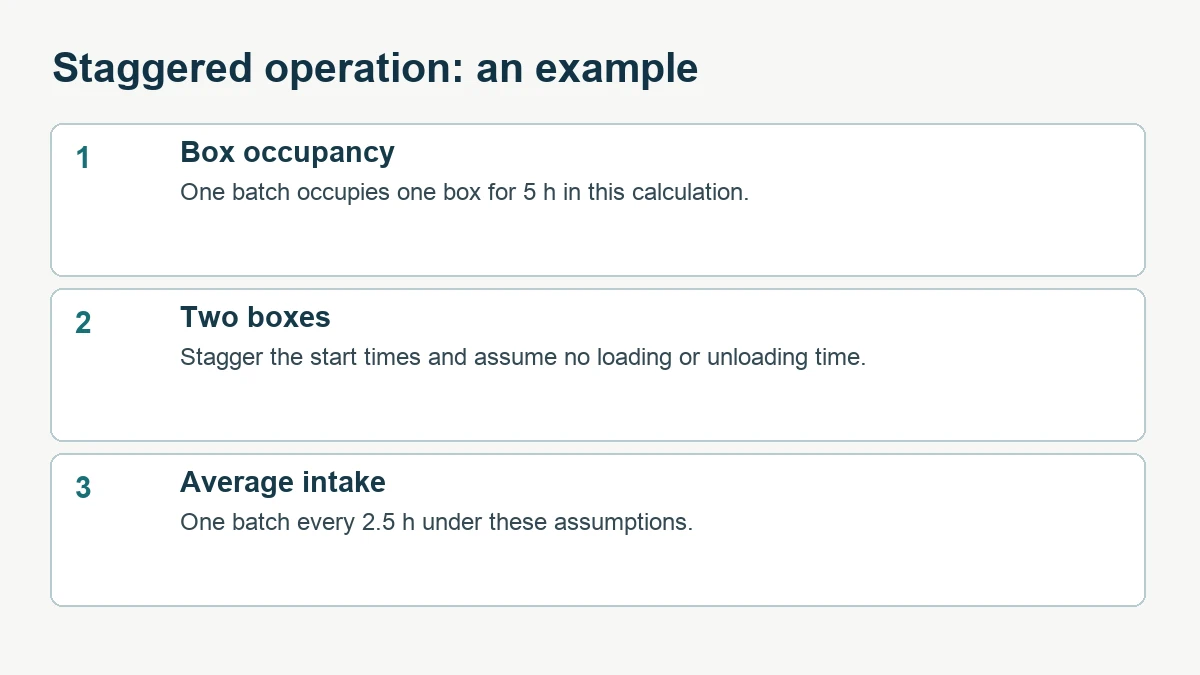 Staggered operation: an example
1
Box occupancy
One batch occupies one box for 5 h in this calculation.
2
Two boxes
Stagger the start times and assume no loading or unloading time.
3
Average intake
One batch every 2.5 h under these assumptions.